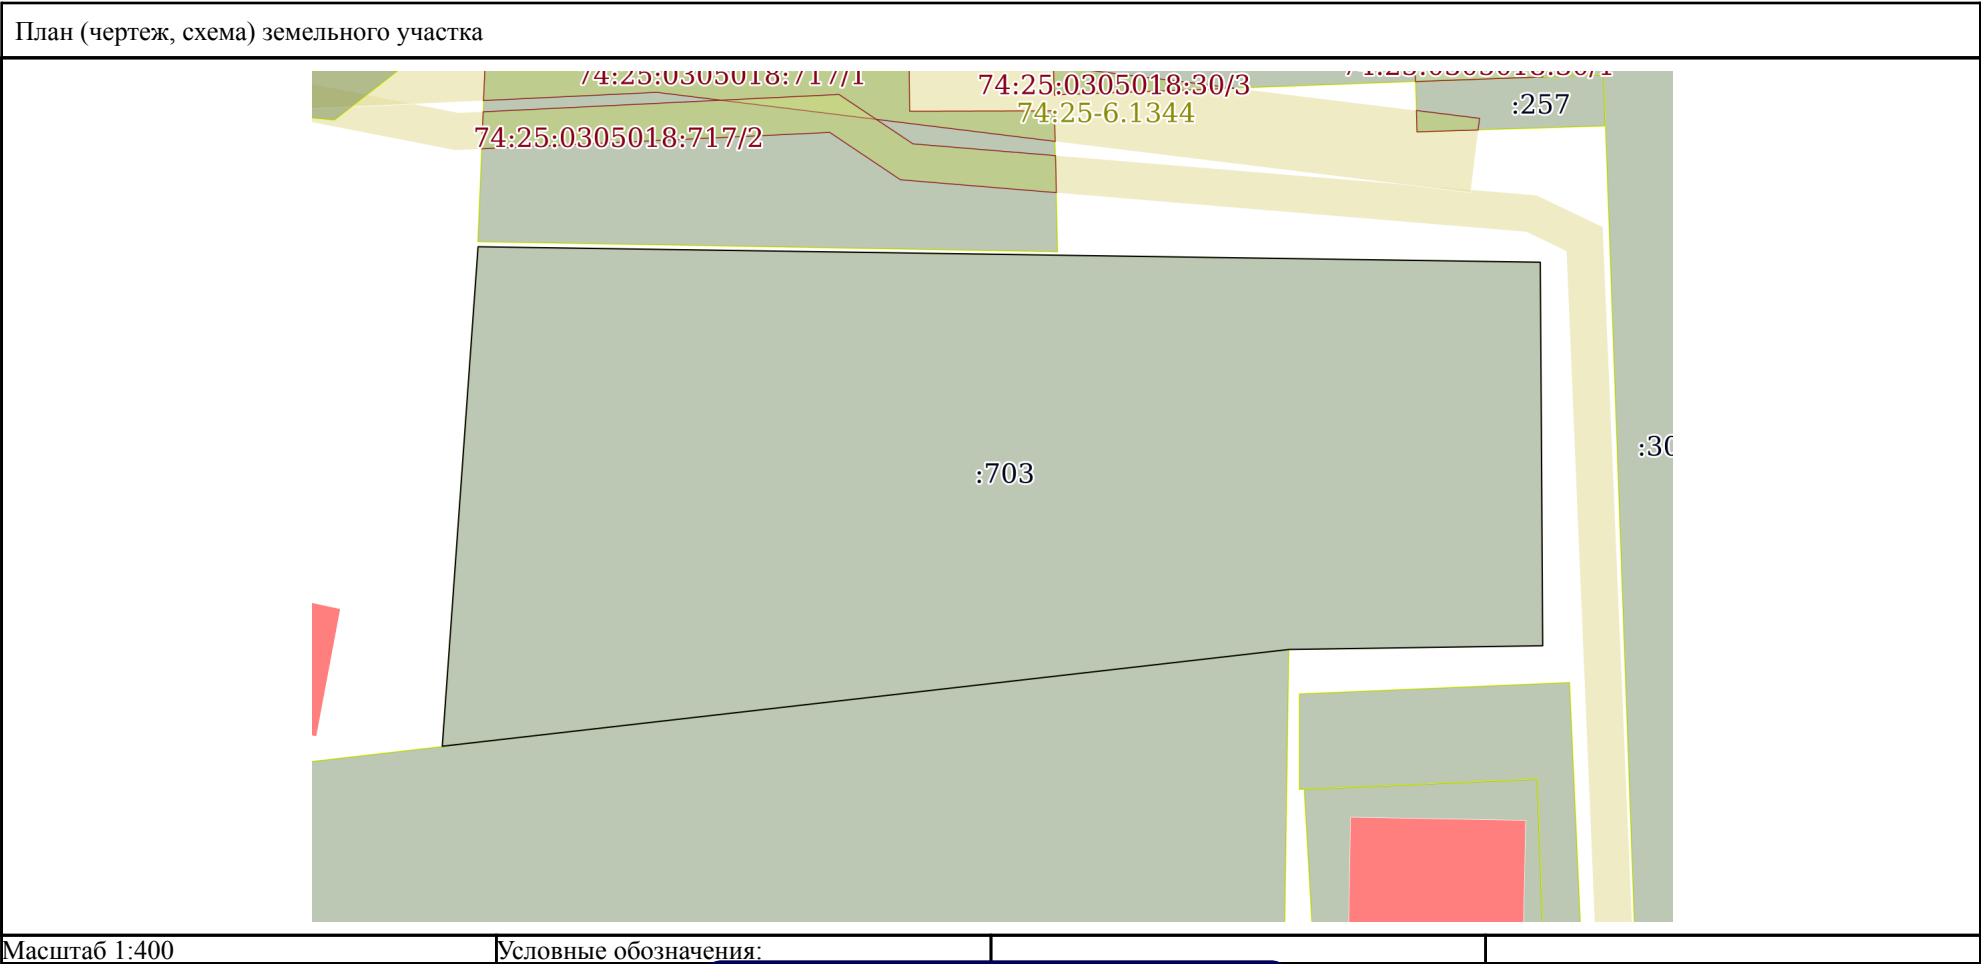 План (чертеж, схема) земельного участка
74:25:0305018:717/1
74:25:0305018:30/3
:257
74:25-6.1344
74:25:0305018:717/2
:30
:703
Масштаб 1:400
Условные обозначения: